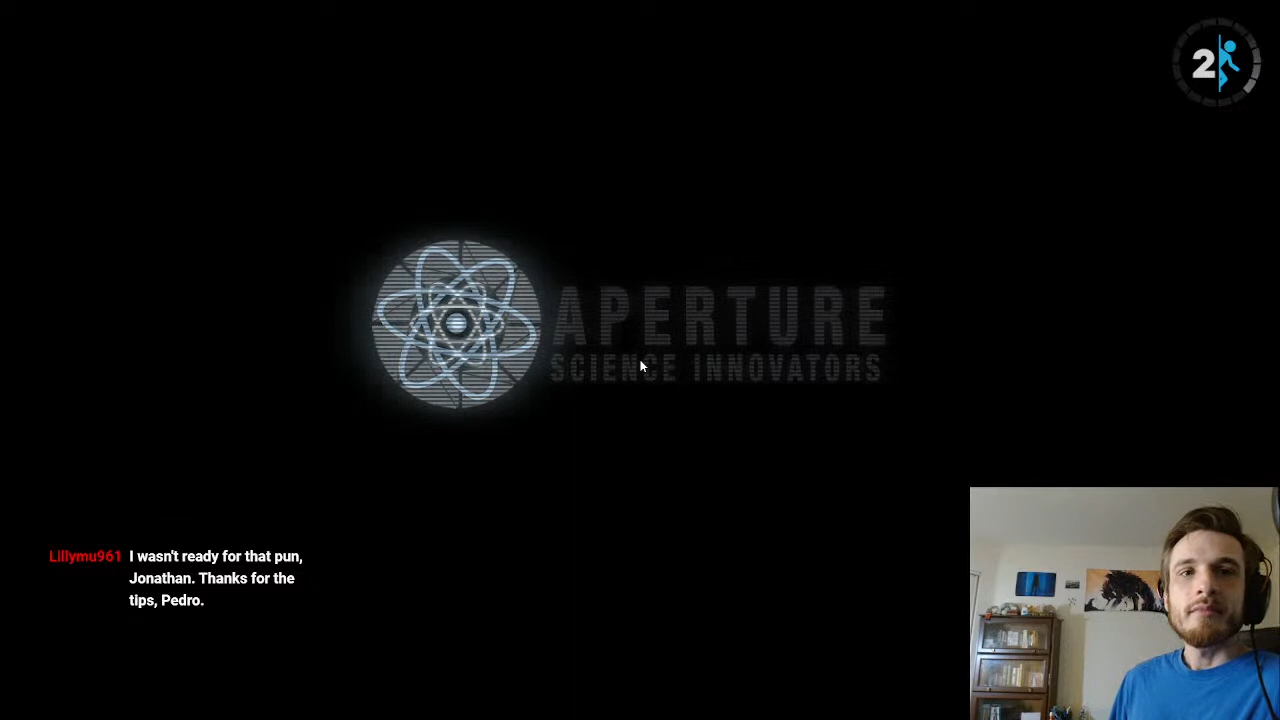 2
APERTURE
SCIENCE INNOVATORS
Lillymu961 I wasn't ready for that pun,
Jonathan. Thanks for the
tips, Pedro.